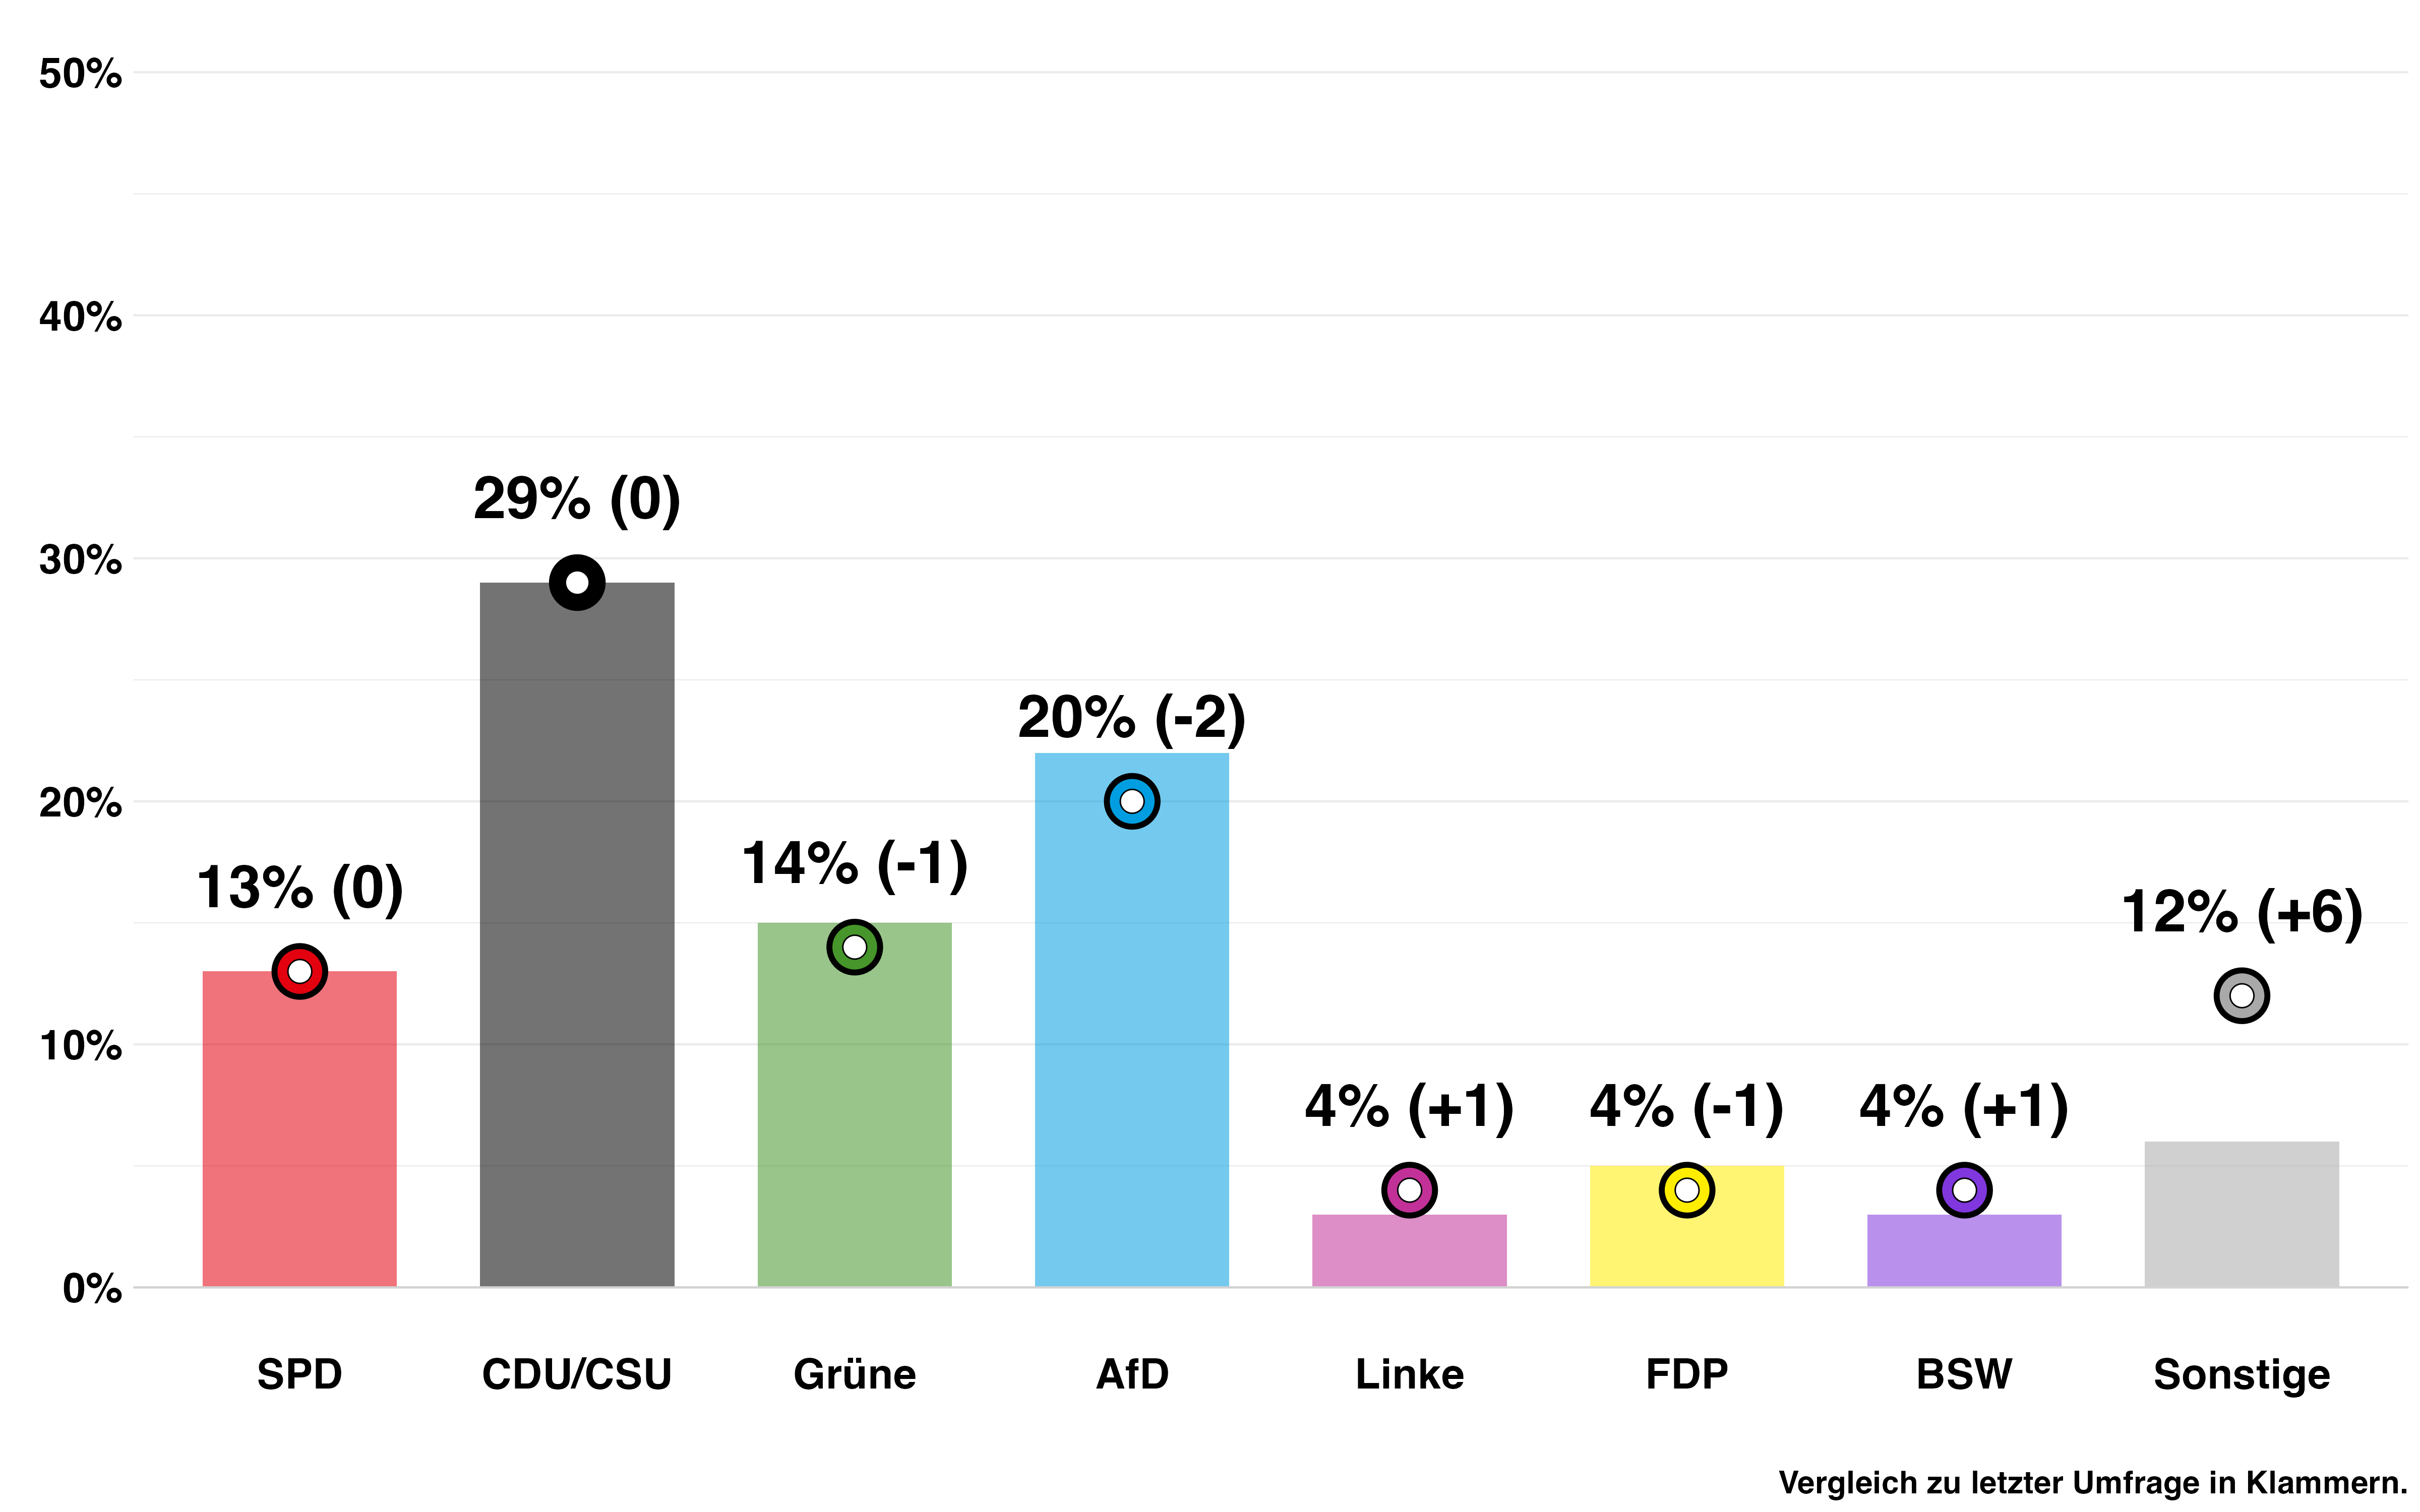 50%
40%
30%
20%
10%
0%
13% (0)
29% (0)
14% (-1)
20% (-2)
4% (+1)
4% (-1)
4% (+1)
12% (+6)
SPD
CDU/CSU
Grüne
AfD
Linke
FDP
BSW
Sonstige
Vergleich zu letzter Umfrage in Klammern.